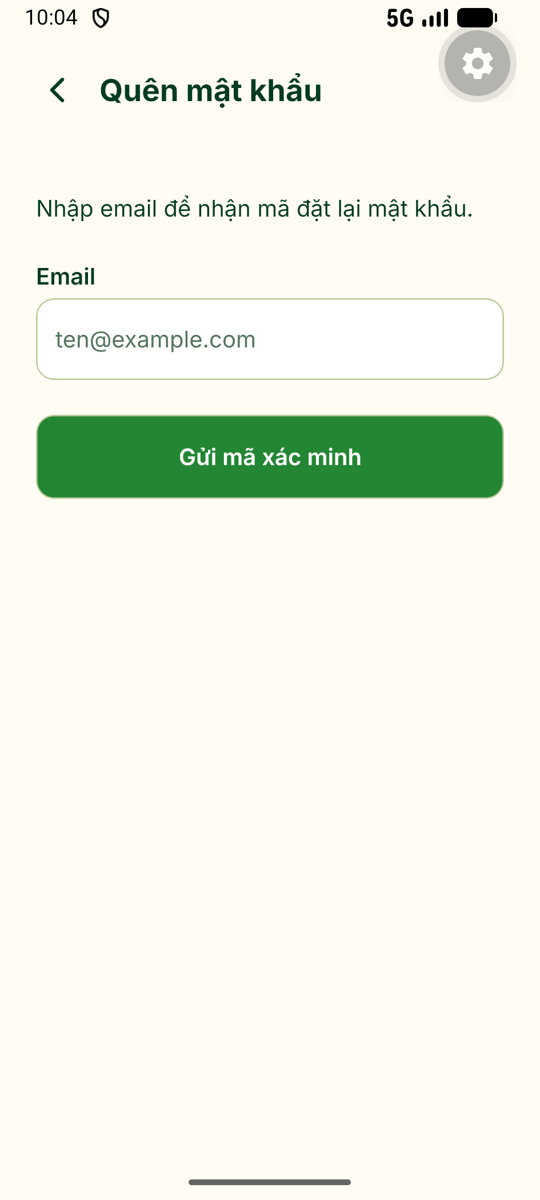 10:04
5G
Quên mật khẩu
Nhập email để nhận mã đặt lại mật khẩu.
Email
ten@example.com
Gửi mã xác minh